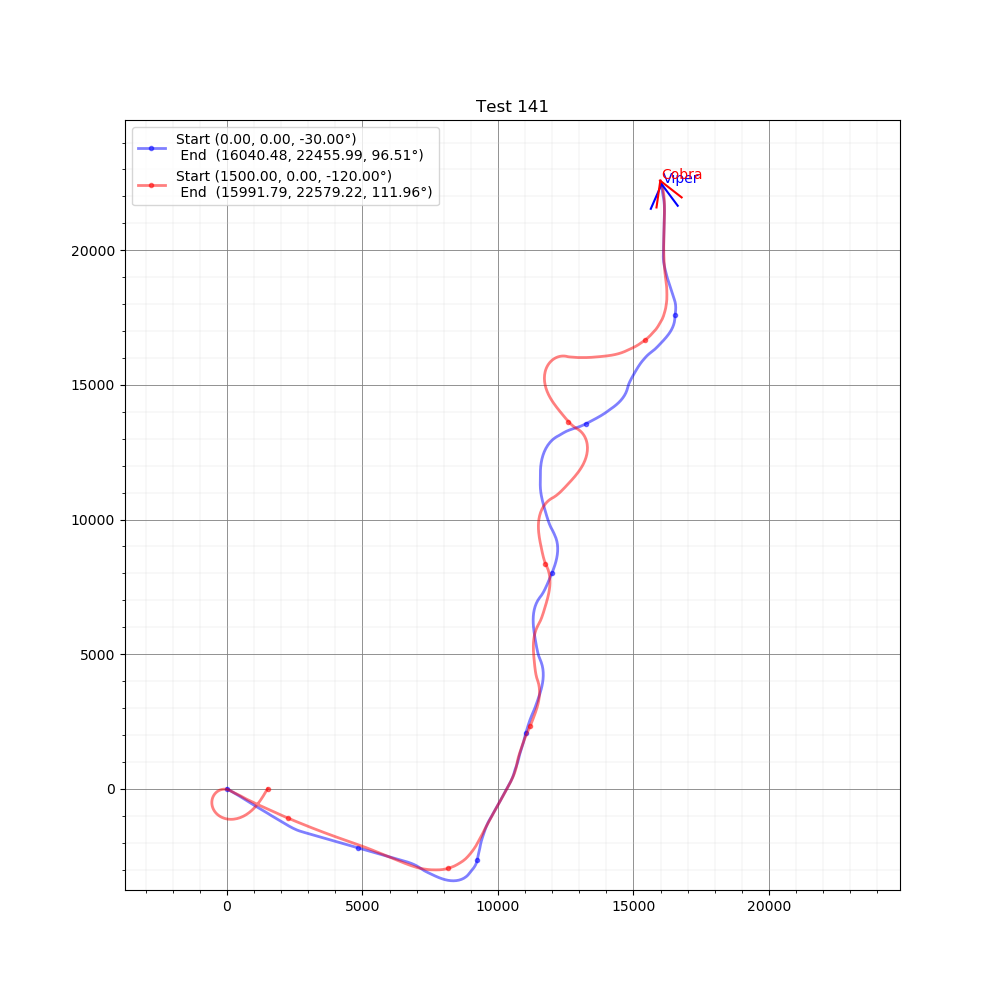 Test 141
Start (0.00, 0.00, -30.00°)
End (16040.48, 22455.99, 96.51°)
Start (1500.00, 0.00, -120.00°)
End (15991.79, 22579.22, 111.96°)
Cobra
Viper
20000
15000
10000
5000
0
0 5000 10000 15000 20000